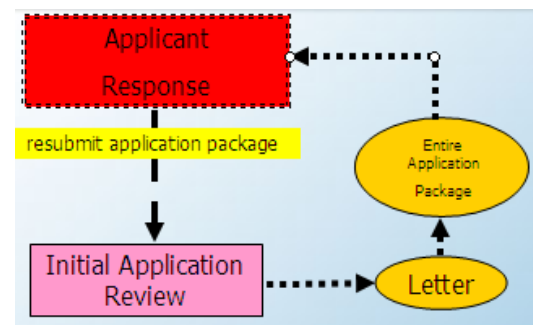 Applicant
Response
resubmit application package
Entire
Application
Package
Initial Application
Review
Letter